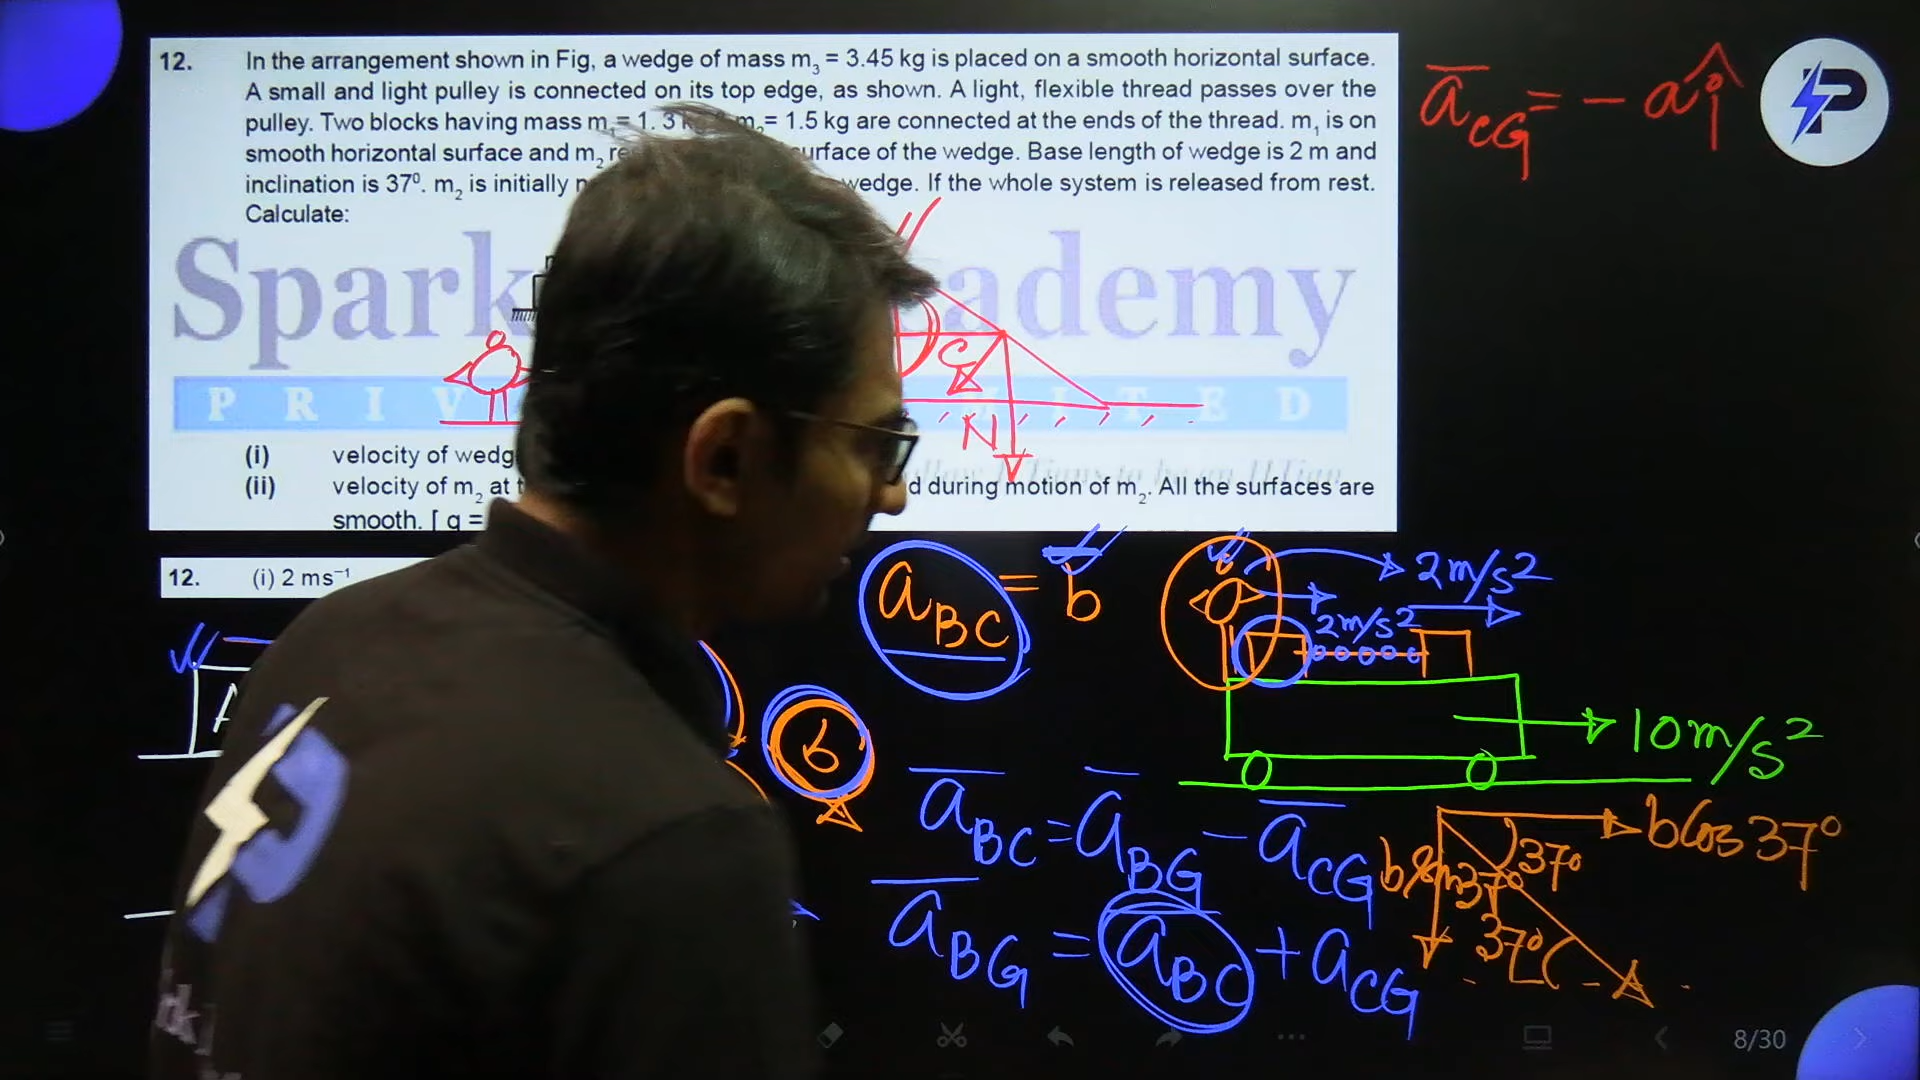 12. In the arrangement shown in Fig, a wedge of mass m₃ = 3.45 kg is placed on a smooth horizontal surface.
A small and light pulley is connected on its top edge, as shown. A light, flexible thread passes over the
pulley. Two blocks having mass m₁ = 1. 3 k m₂ = 1.5 kg are connected at the ends of the thread. m₁ is on
smooth horizontal surface and m₂ re urface of the wedge. Base length of wedge is 2 m and
inclination is 37⁰. m₂ is initially n wedge. If the whole system is released from rest.
Calculate:
Spark ademy
P R I V I T E D
C
N
(i) velocity of wedg
(ii) velocity of m₂ at t d during motion of m₂. All the surfaces are
smooth. [ g =
12. (i) 2 ms⁻¹
a̅CG = - a î
P
aBC = b
2m/s²
2m/s²
A
b
10m/s²
a̅BC = a̅BG - a̅CG
b cos 37°
37°
b sin37°
37°
a̅BG = aBC + aCG
8/30